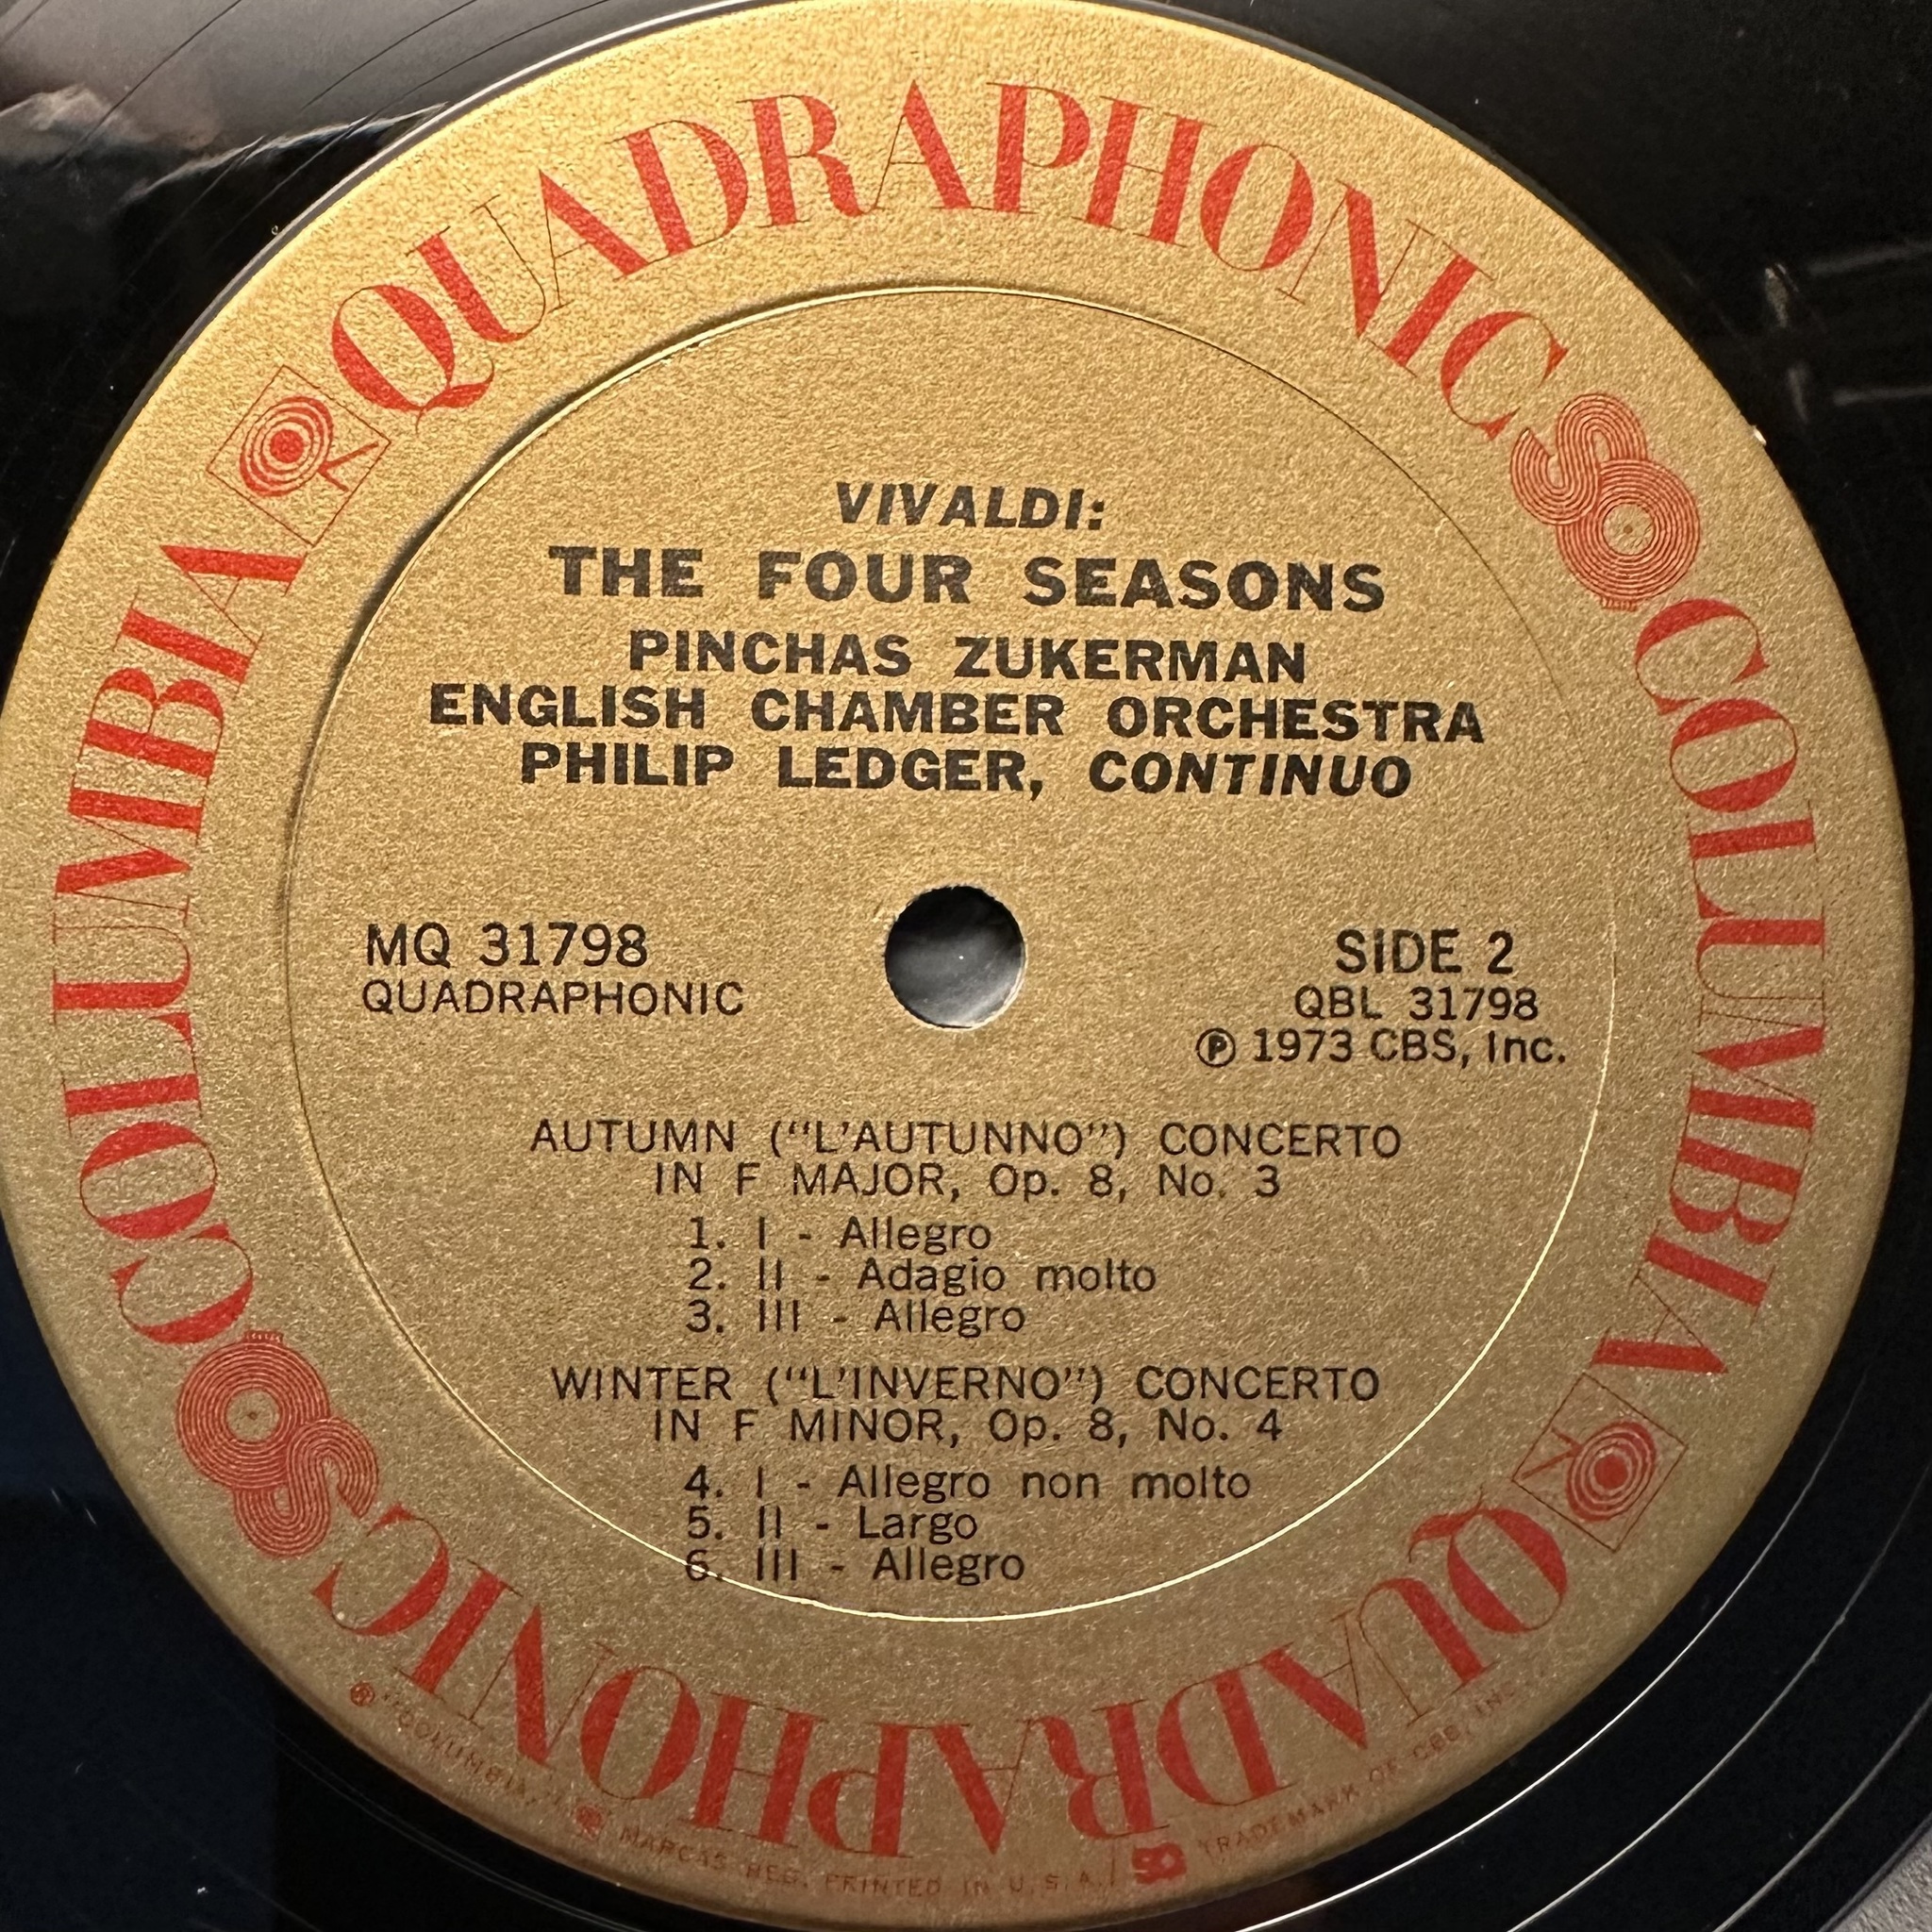 QUADRAPHONIC SQ COLUMBIA
QUADRAPHONIC SQ COLUMBIA
VIVALDI:
THE FOUR SEASONS
PINCHAS ZUKERMAN
ENGLISH CHAMBER ORCHESTRA
PHILIP LEDGER, CONTINUO
MQ 31798
QUADRAPHONIC
SIDE 2
QBL 31798
Ⓟ 1973 CBS, Inc.
AUTUMN ("L'AUTUNNO") CONCERTO
IN F MAJOR, Op. 8, No. 3
1. I - Allegro
2. II - Adagio molto
3. III - Allegro
WINTER ("L'INVERNO") CONCERTO
IN F MINOR, Op. 8, No. 4
4. I - Allegro non molto
5. II - Largo
6. III - Allegro
® "COLUMBIA," MARCAS REG. PRINTED IN U.S.A./ SQ TRADEMARK OF CBS, INC.